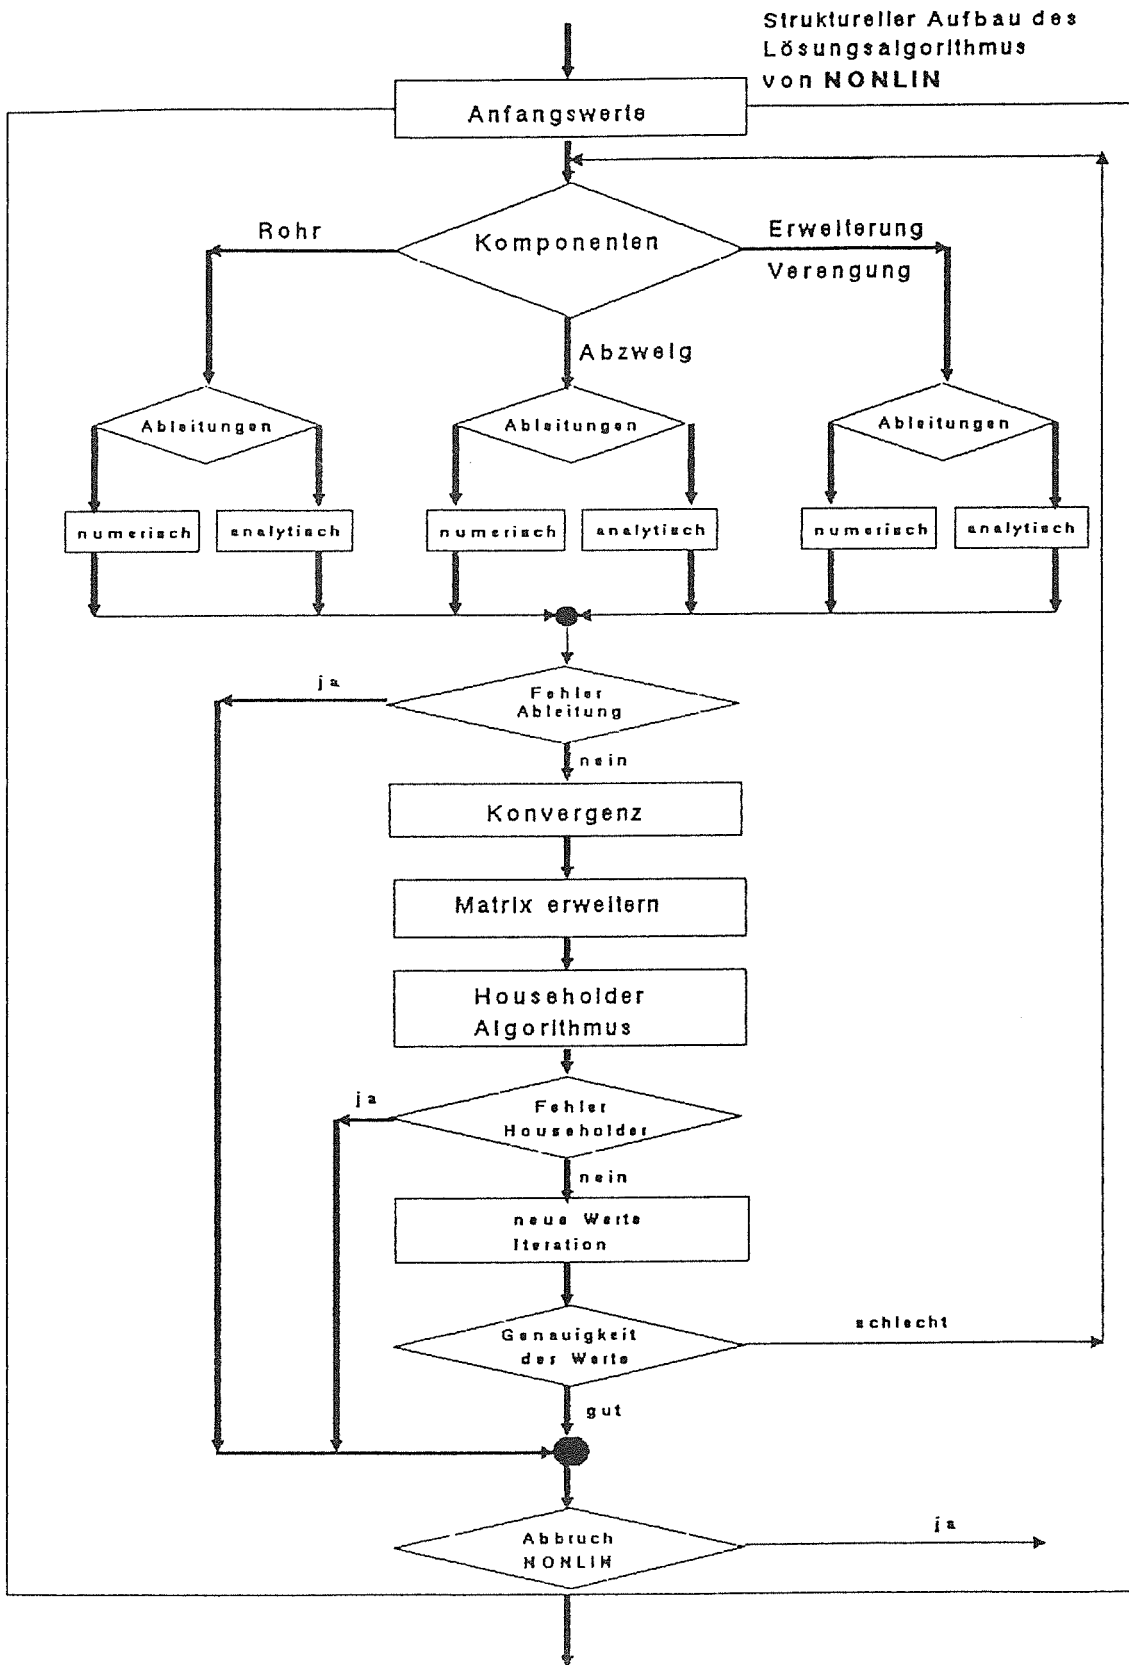 Struktureller Aufbau des
Lösungsalgorithmus
von NONLIN
Anfangswerte
Rohr
Komponenten
Erweiterung
Verengung
Abzweig
Ableitungen
Ableitungen
Ableitungen
numerisch
analytisch
numerisch
analytisch
numerisch
analytisch
ja
Fehler
Ableitung
nein
Konvergenz
Matrix erweitern
Householder
Algorithmus
ja
Fehler
Householder
nein
neue Werte
Iteration
Genauigkeit
der Werte
schlecht
gut
Abbruch
NONLIN
ja